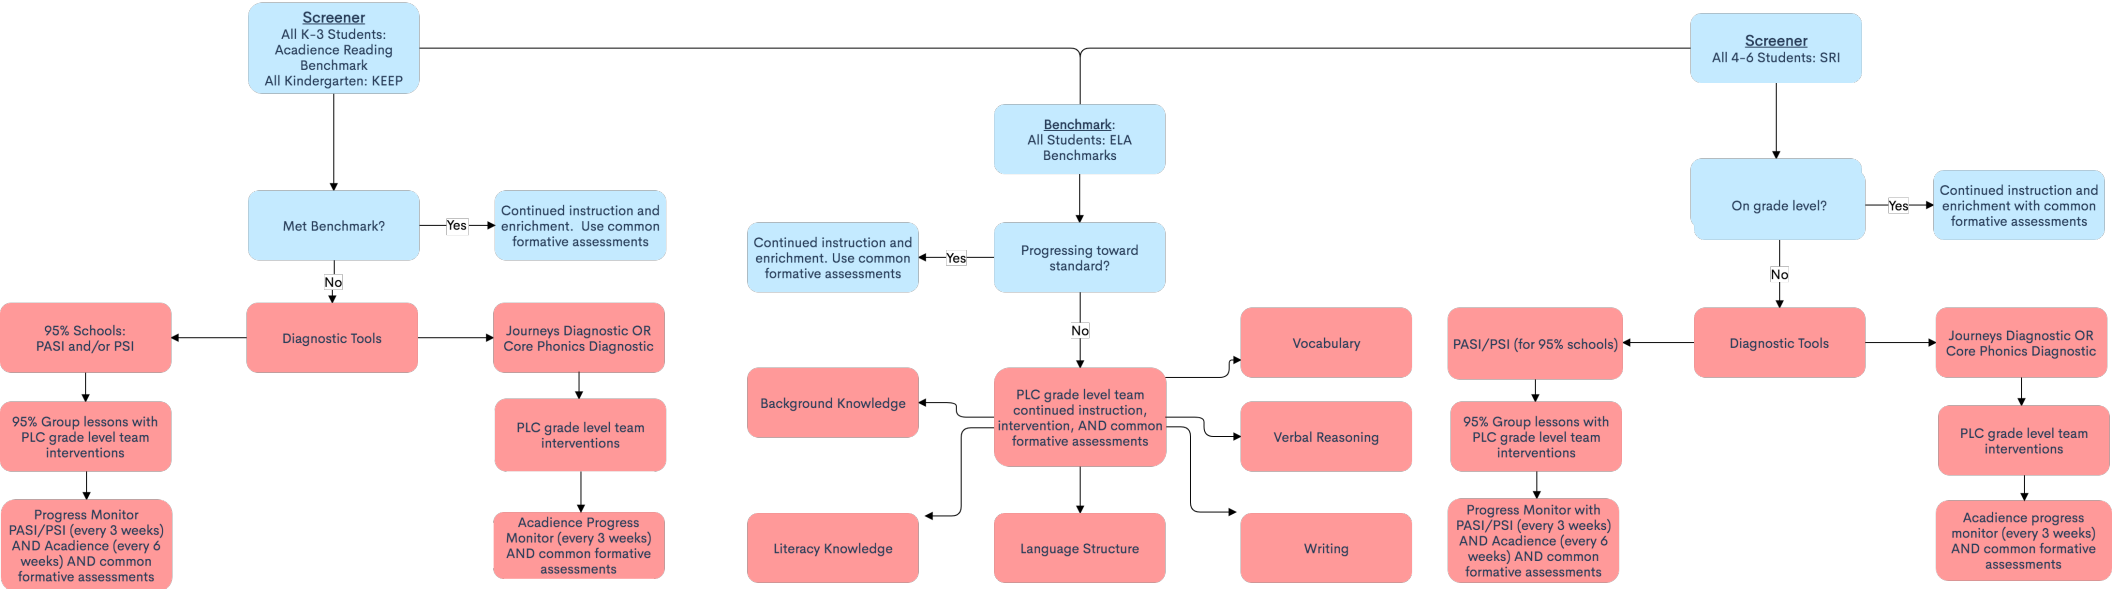 Screener
All K-3 Students:
Acadience Reading
Benchmark
All Kindergarten: KEEP
Screener
All 4-6 Students: SRI
Benchmark:
All Students: ELA
Benchmarks
Met Benchmark?
Yes
Continued instruction and
enrichment. Use common
formative assessments
No
95% Schools:
PASI and/or PSI
Diagnostic Tools
Journeys Diagnostic OR
Core Phonics Diagnostic
95% Group lessons with
PLC grade level team
interventions
PLC grade level team
interventions
Progress Monitor
PASI/PSI (every 3 weeks)
AND Acadience (every 6
weeks) AND common
formative assessments
Acadience Progress
Monitor (every 3 weeks)
AND common formative
assessments
Continued instruction and
enrichment. Use common
formative assessments
Yes
Progressing toward
standard?
No
PLC grade level team
continued instruction,
intervention, AND common
formative assessments
Vocabulary
Background Knowledge
Verbal Reasoning
Literacy Knowledge
Language Structure
Writing
On grade level?
Yes
Continued instruction and
enrichment with common
formative assessments
No
PASI/PSI (for 95% schools)
Diagnostic Tools
Journeys Diagnostic OR
Core Phonics Diagnostic
95% Group lessons with
PLC grade level team
interventions
PLC grade level team
interventions
Progress Monitor with
PASI/PSI (every 3 weeks)
AND Acadience (every 6
weeks) AND common
formative assessments
Acadience progress
monitor (every 3 weeks)
AND common formative
assessments